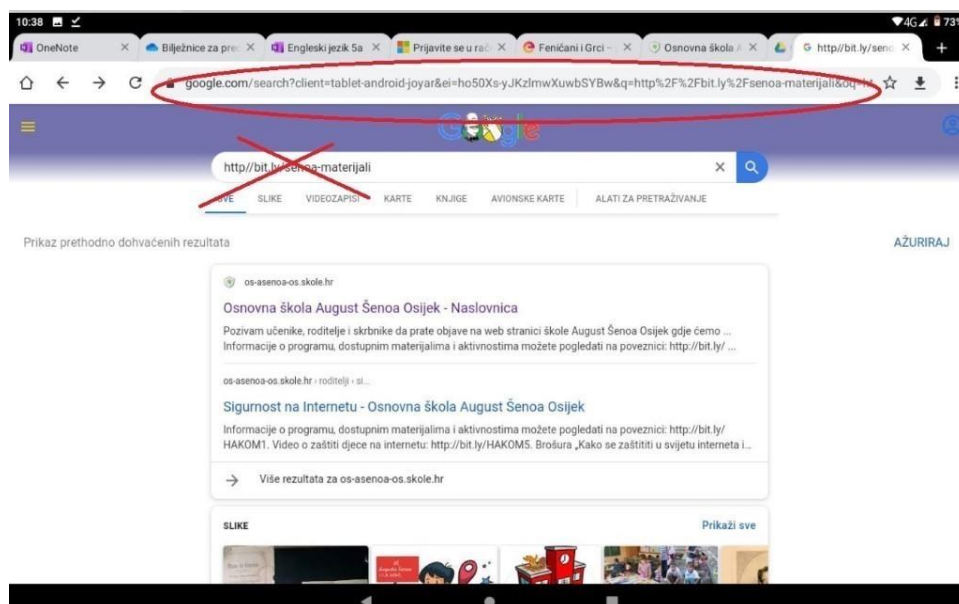 10:38 4G 73%
OneNote Bilježnice za pre Engleski jezik 5a Prijavite se u rač Feničani i Grci - Osnovna škola A http//bit.ly/seno
google.com/search?client=tablet-android-joyar&ei=ho50Xs-yJKzlmwXuwbSYBw&q=http%2F%2Fbit.ly%2Fsenoa-materijali&oq=ht
Google
http//bit.ly/senoa-materijali
SVE SLIKE VIDEOZAPISI KARTE KNJIGE AVIONSKE KARTE ALATI ZA PRETRAŽIVANJE
Prikaz prethodno dohvaćenih rezultata AŽURIRAJ
os-asenoa-os.skole.hr
Osnovna škola August Šenoa Osijek - Naslovnica
Pozivam učenike, roditelje i skrbnike da prate objave na web stranici škole August Šenoa Osijek gdje ćemo ...
Informacije o programu, dostupnim materijalima i aktivnostima možete pogledati na poveznici: http://bit.ly/ ...
os-asenoa-os.skole.hr › roditelji › si...
Sigurnost na Internetu - Osnovna škola August Šenoa Osijek
Informacije o programu, dostupnim materijalima i aktivnostima možete pogledati na poveznici: http://bit.ly/
HAKOM1. Video o zaštiti djece na internetu: http://bit.ly/HAKOM5. Brošura „Kako se zaštititi u svijetu interneta i...
Više rezultata za os-asenoa-os.skole.hr
SLIKE Prikaži sve